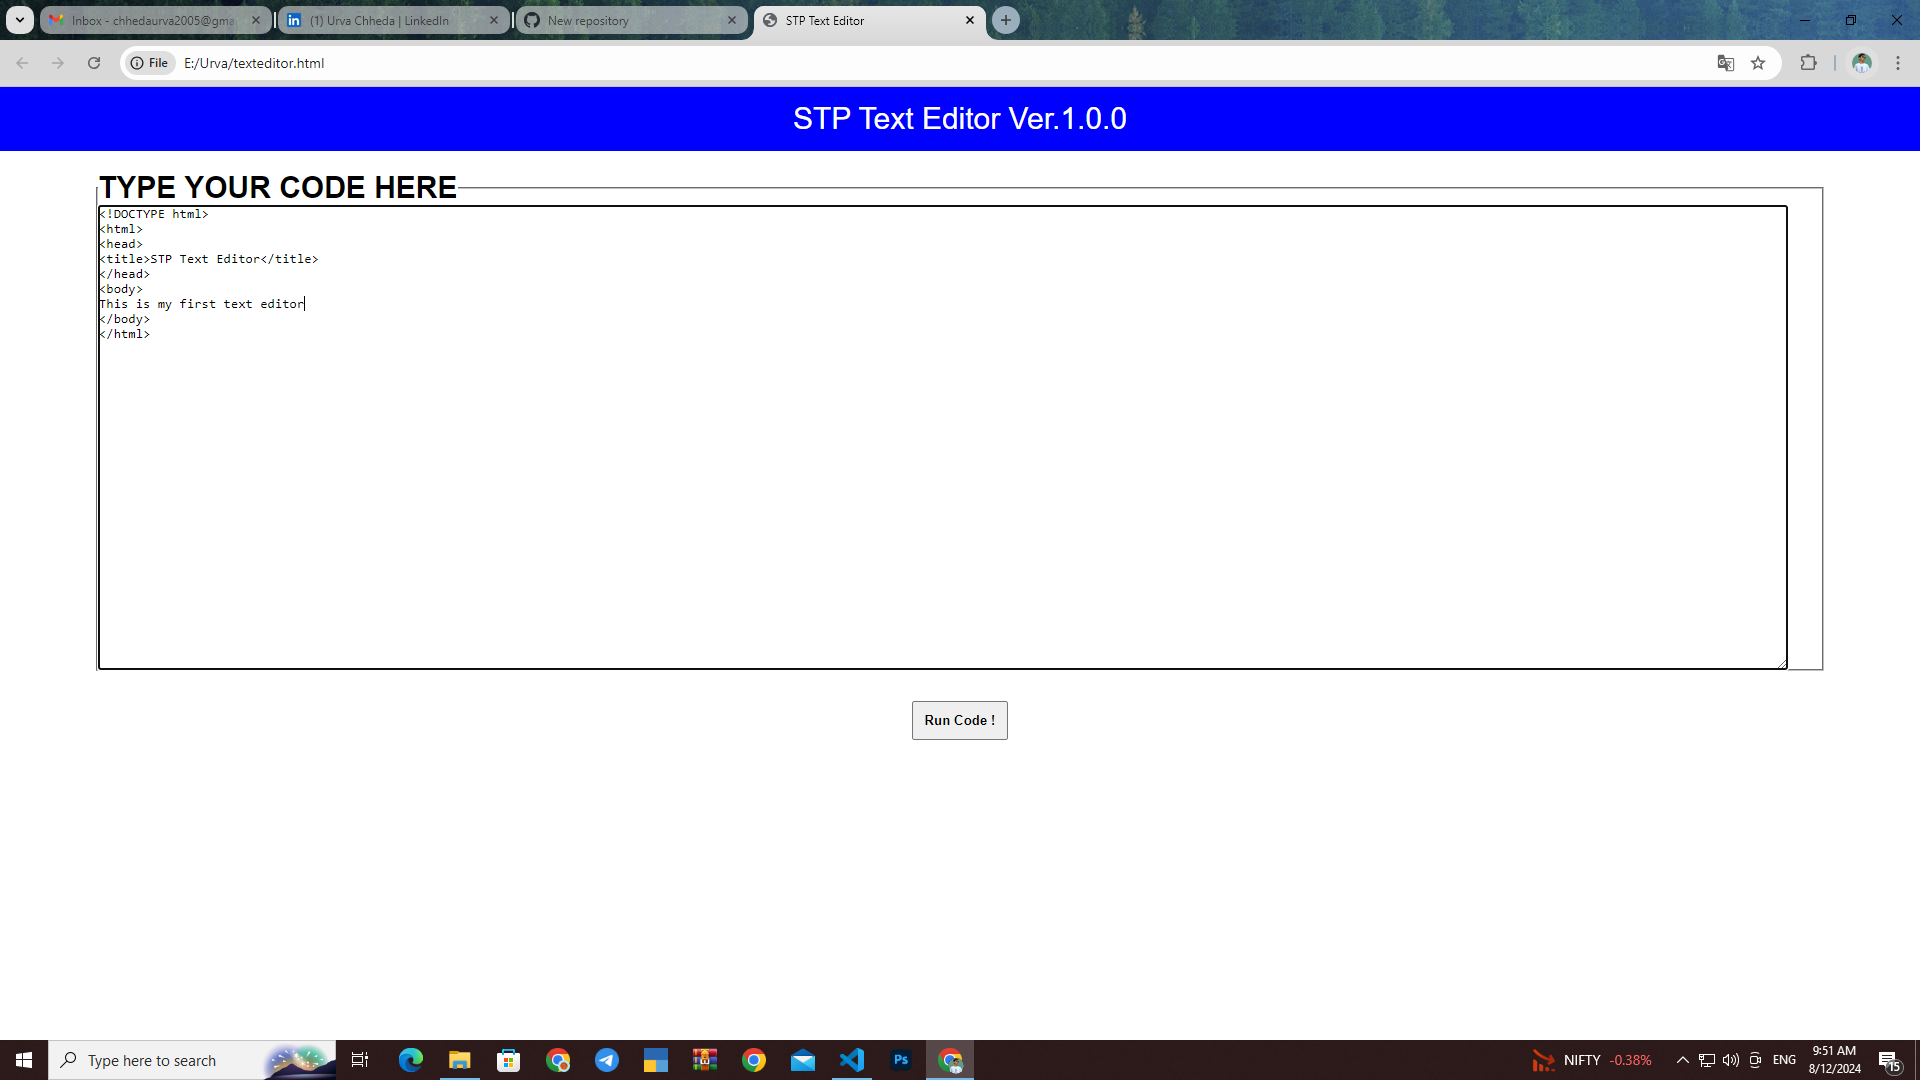 Inbox - chhedaurva2005@gma
(1) Urva Chheda | LinkedIn
New repository
STP Text Editor
File
E:/Urva/texteditor.html
STP Text Editor Ver.1.0.0
TYPE YOUR CODE HERE
<!DOCTYPE html>
<html>
<head>
<title>STP Text Editor</title>
</head>
<body>
This is my first text editor
</body>
</html>
Run Code !
Type here to search
Ps
NIFTY -0.38%
ENG
9:51 AM
8/12/2024
15